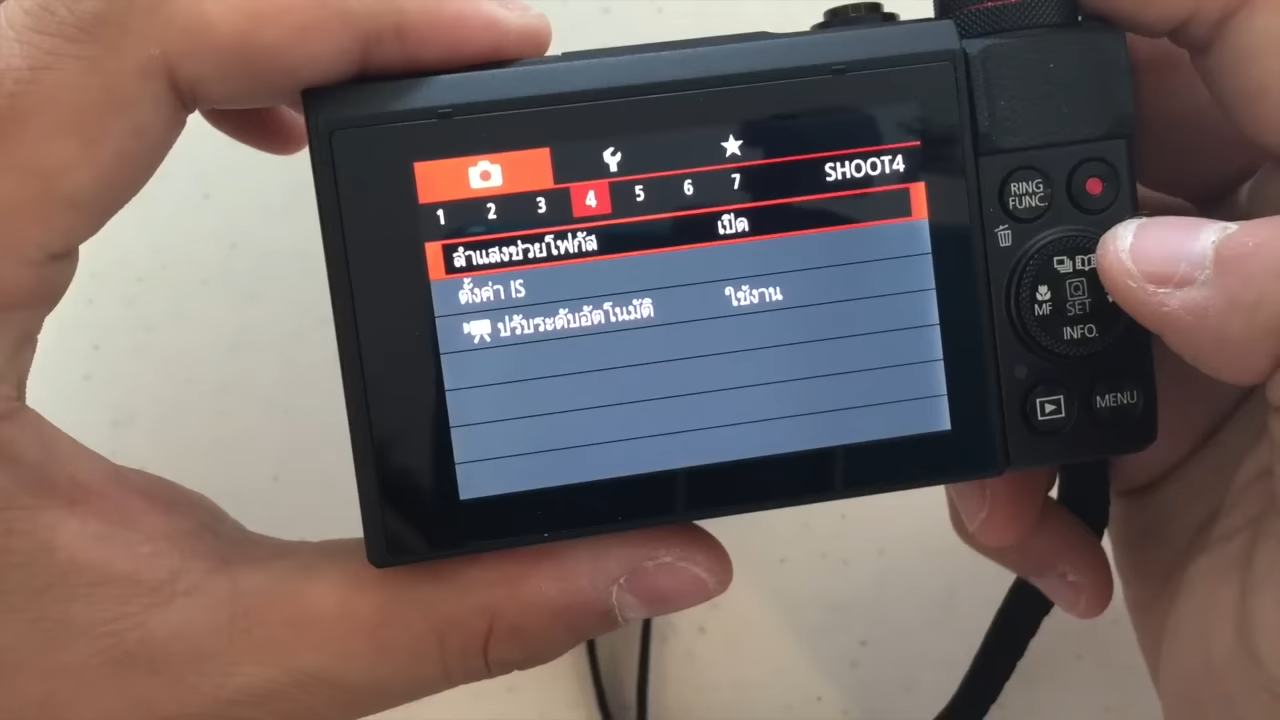 SHOOT4
1 2 3 4 5 6 7
ลำแสงช่วยโฟกัส เปิด
ตั้งค่า IS
ปรับระดับอัตโนมัติ ใช้งาน
RING
FUNC.
MF
Q
SET
INFO.
MENU